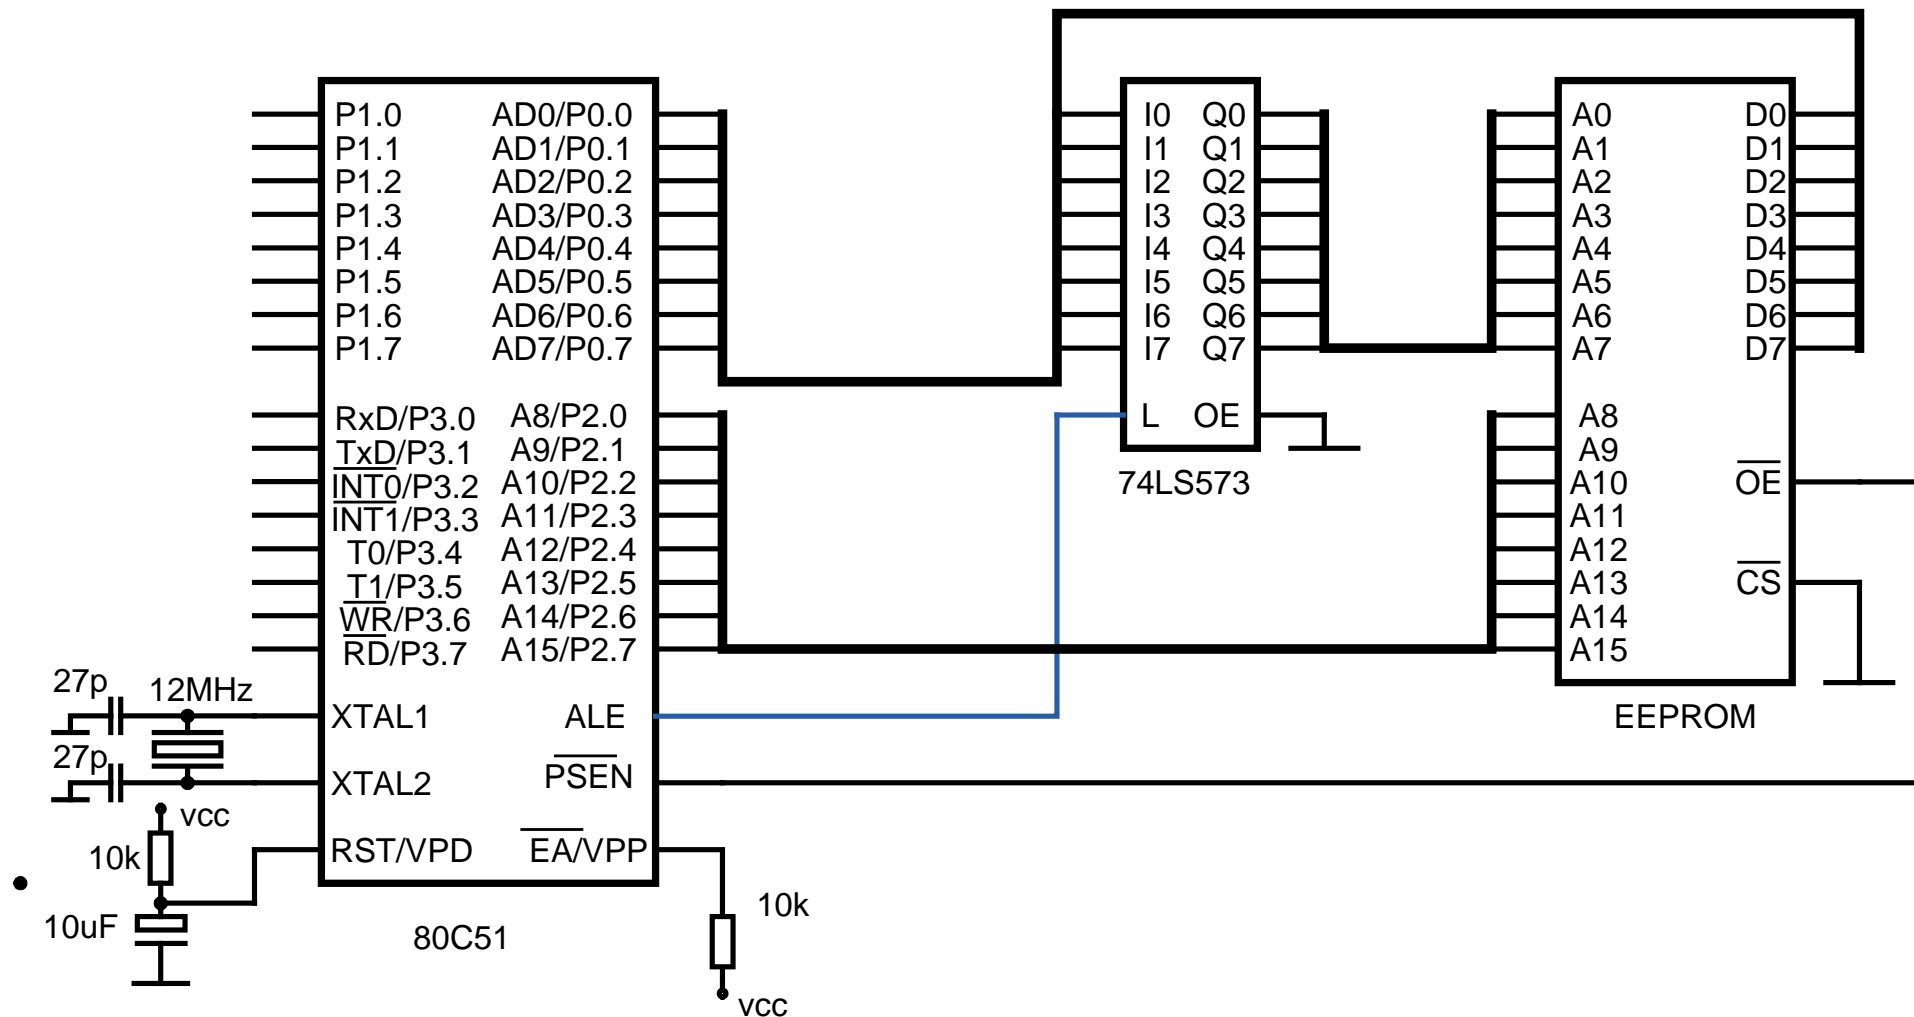 P1.0 AD0/P0.0
P1.1 AD1/P0.1
P1.2 AD2/P0.2
P1.3 AD3/P0.3
P1.4 AD4/P0.4
P1.5 AD5/P0.5
P1.6 AD6/P0.6
P1.7 AD7/P0.7
RxD/P3.0 A8/P2.0
TxD/P3.1 A9/P2.1
INT0/P3.2 A10/P2.2
INT1/P3.3 A11/P2.3
T0/P3.4 A12/P2.4
T1/P3.5 A13/P2.5
WR/P3.6 A14/P2.6
RD/P3.7 A15/P2.7
XTAL1 ALE
XTAL2 PSEN
RST/VPD EA/VPP
80C51
27p 12MHz
27p
vcc
10k
10uF
10k
vcc
I0 Q0
I1 Q1
I2 Q2
I3 Q3
I4 Q4
I5 Q5
I6 Q6
I7 Q7
L OE
74LS573
A0 D0
A1 D1
A2 D2
A3 D3
A4 D4
A5 D5
A6 D6
A7 D7
A8
A9
A10 OE
A11
A12
A13 CS
A14
A15
EEPROM